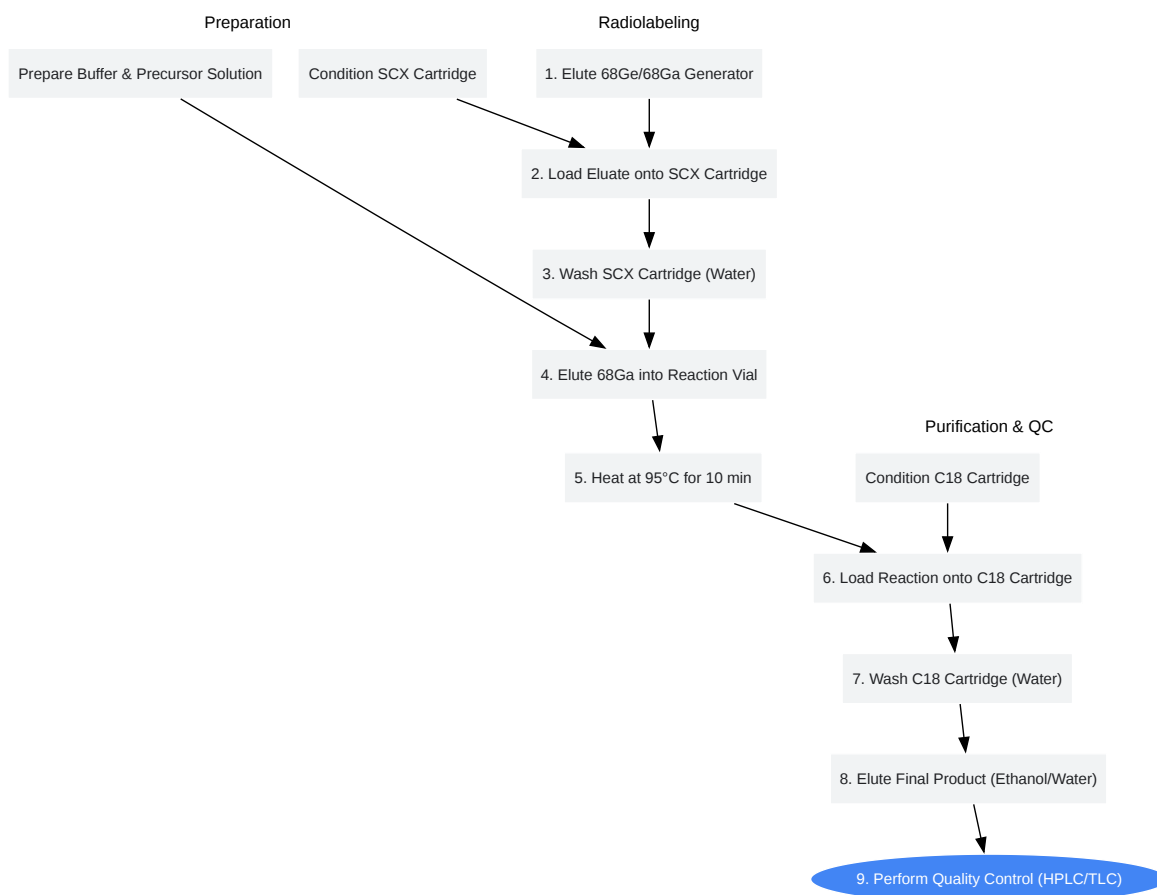 Preparation
Radiolabeling
Prepare Buffer & Precursor Solution
Condition SCX Cartridge
1. Elute 68Ge/68Ga Generator
2. Load Eluate onto SCX Cartridge
3. Wash SCX Cartridge (Water)
4. Elute 68Ga into Reaction Vial
Purification & QC
5. Heat at 95°C for 10 min
Condition C18 Cartridge
6. Load Reaction onto C18 Cartridge
7. Wash C18 Cartridge (Water)
8. Elute Final Product (Ethanol/Water)
9. Perform Quality Control (HPLC/TLC)